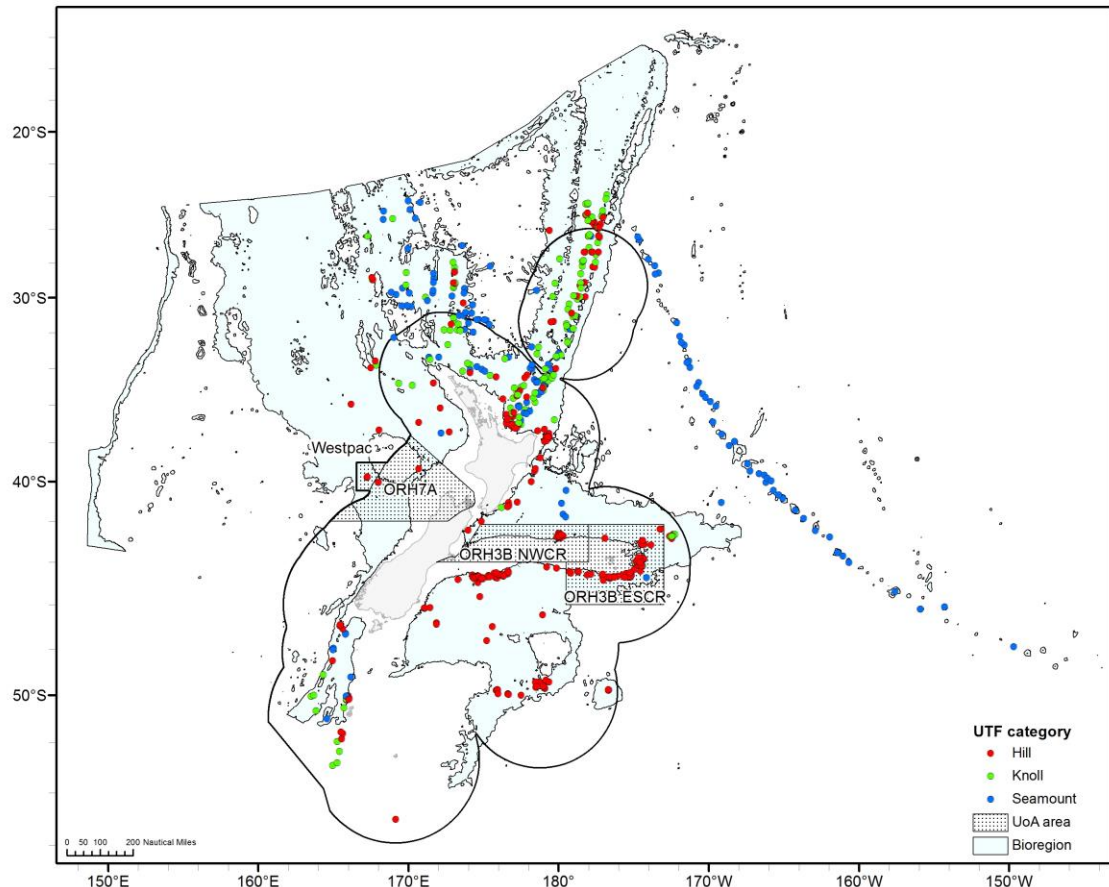 20°S
30°S
Westpac
ORH7A
40°S
ORH3B NWCR
ORH3B ESCR
50°S
UTF category
Hill
Knoll
Seamount
UoA area
Bioregion
0 50 100 200 Nautical Miles
150°E 160°E 170°E 180° 170°W 160°W 150°W